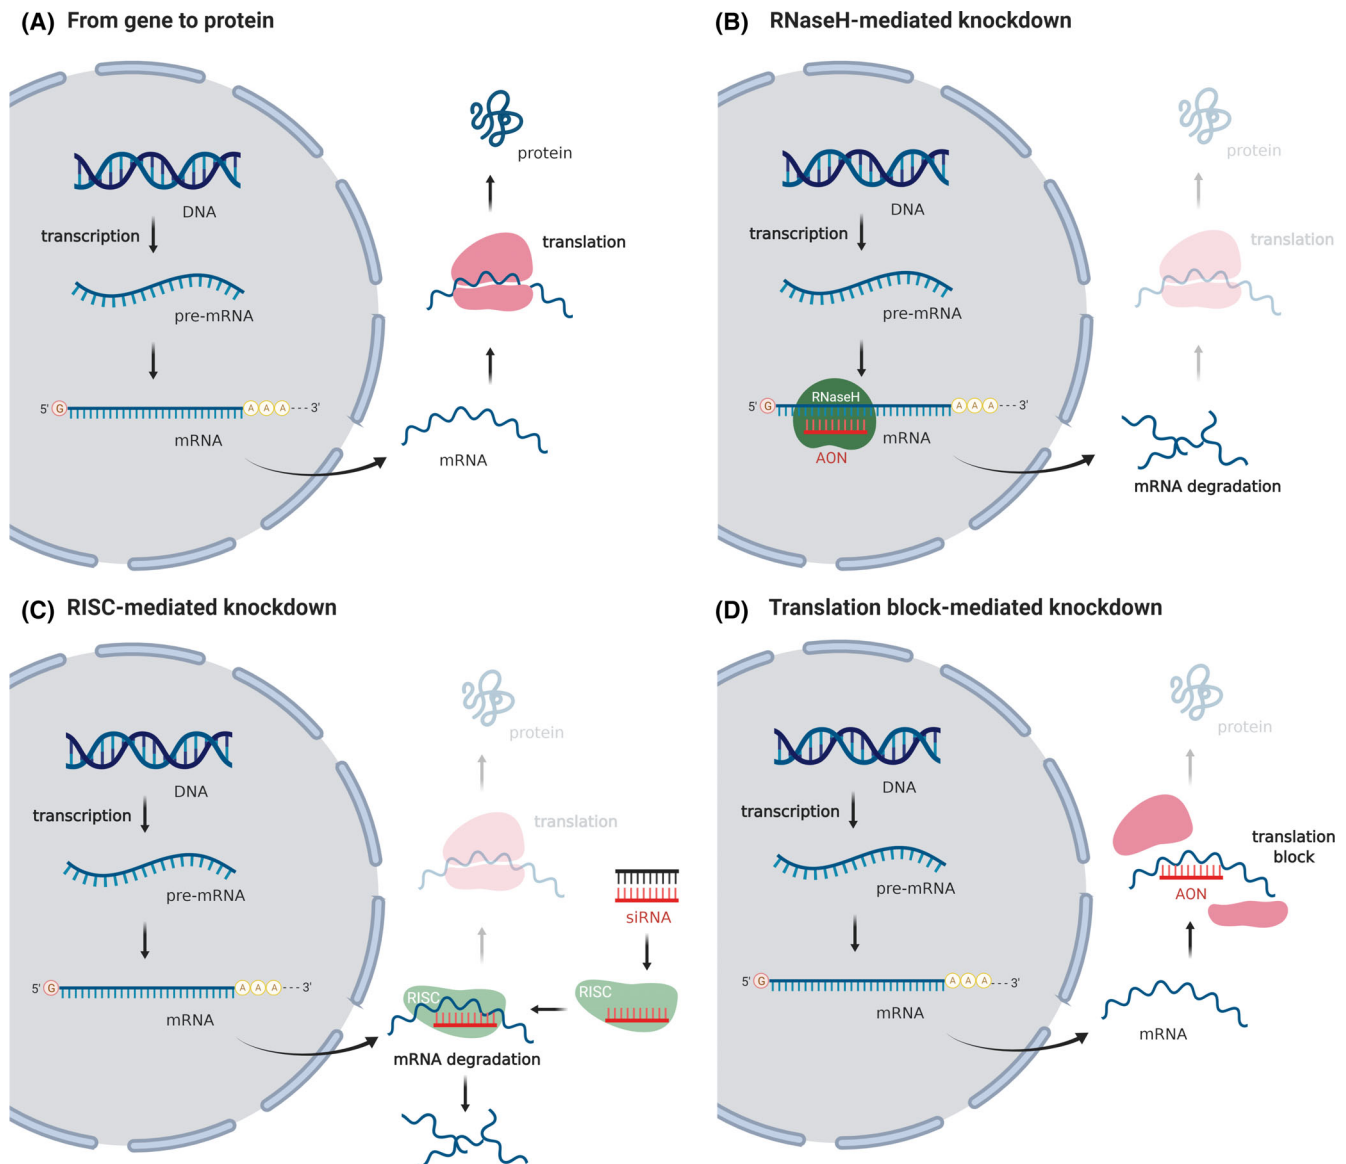 (A) From gene to protein
protein
DNA
transcription
translation
pre-mRNA
5' G A A A ---3'
mRNA
mRNA
(B) RNaseH-mediated knockdown
protein
DNA
transcription
translation
pre-mRNA
RNaseH
5' G A A A ---3'
mRNA
AON
mRNA degradation
(C) RISC-mediated knockdown
protein
DNA
transcription
translation
pre-mRNA
siRNA
5' G A A A ---3'
RISC
RISC
mRNA
mRNA degradation
(D) Translation block-mediated knockdown
protein
DNA
transcription
translation
block
pre-mRNA
AON
5' G A A A ---3'
mRNA
mRNA